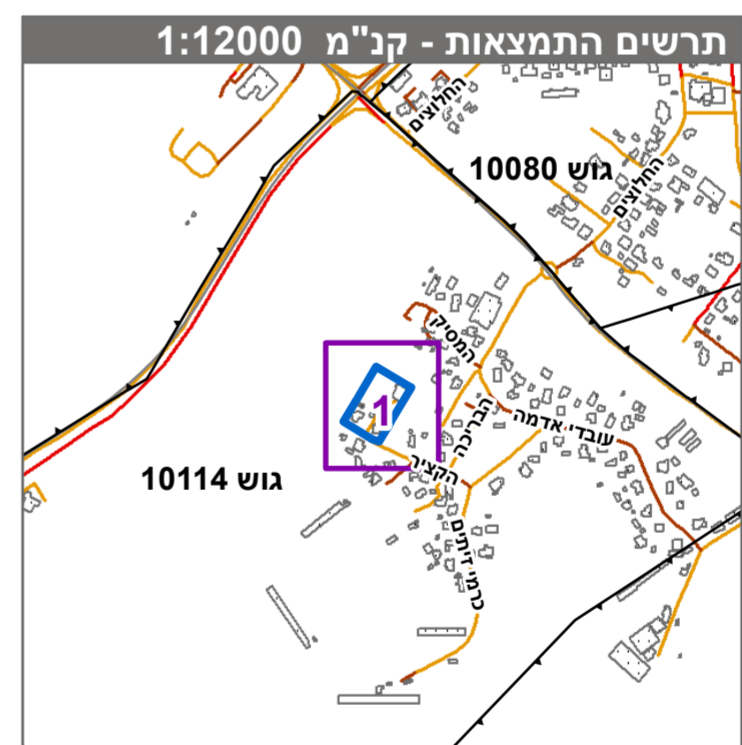 תרשים התמצאות - קנ"מ 1:12000
החלוצים
גוש 10080
החלוצים
המסיק
1
הבריכה
עובדי אדמה
הקציר
גוש 10114
כרמי זיתים